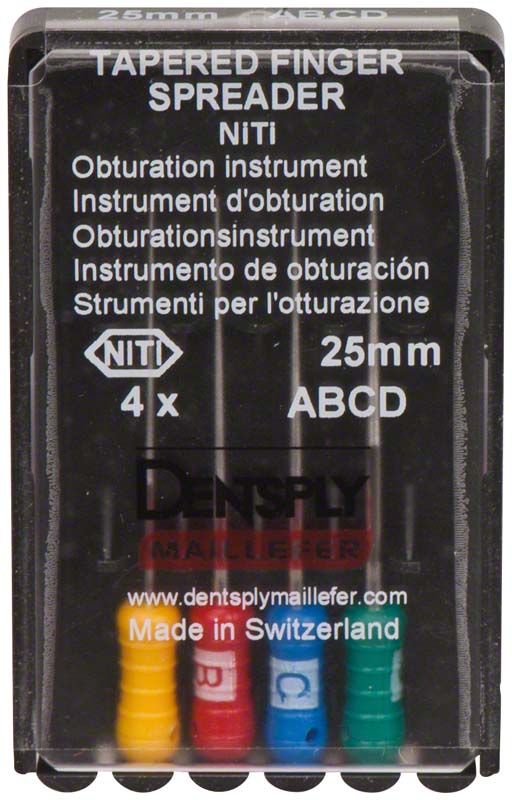 25mm ABCD
TAPERED FINGER
SPREADER
NiTi
Obturation instrument
Instrument d'obturation
Obturationsinstrument
Instrumento de obturación
Strumenti per l'otturazione
NITI 25mm
4 x ABCD
DENTSPLY
MAILLEFER
www.dentsplymaillefer.com
Made in Switzerland
B C